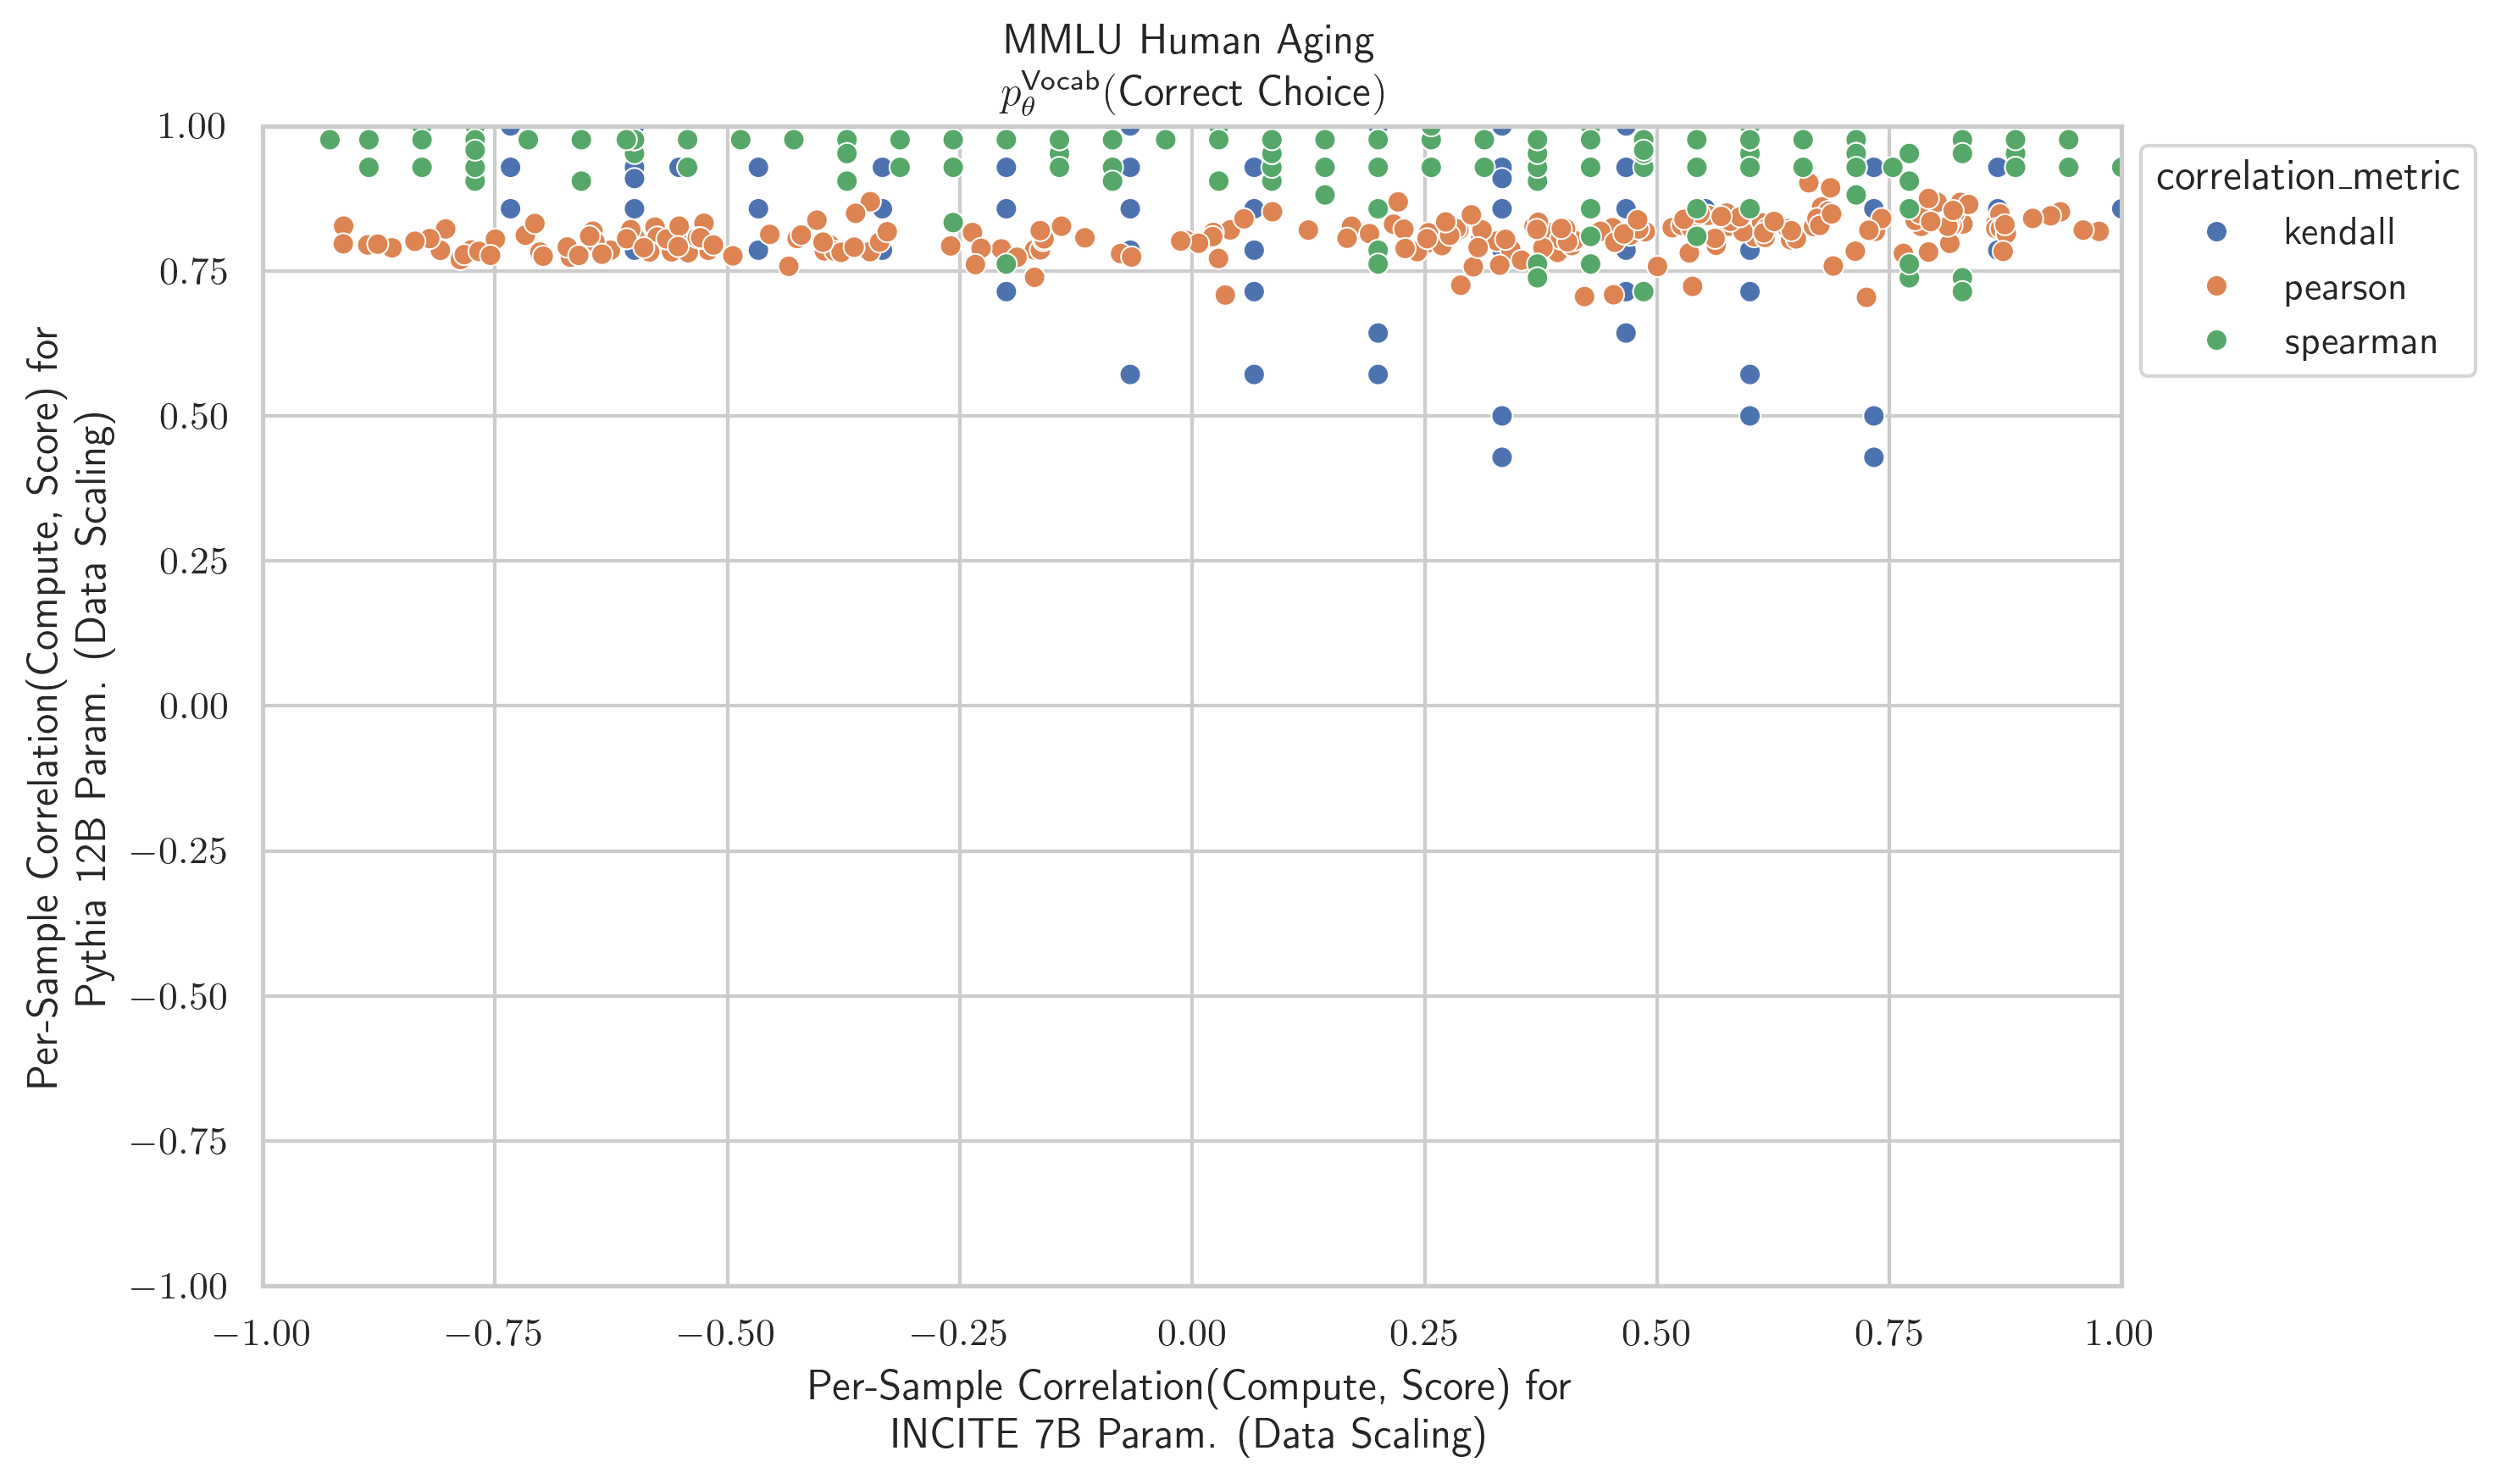 MMLU Human Aging
p_θ^Vocab(Correct Choice)
1.00
0.75
0.50
0.25
0.00
−0.25
−0.50
−0.75
−1.00
Per-Sample Correlation(Compute, Score) for
Pythia 12B Param. (Data Scaling)
−1.00
−0.75
−0.50
−0.25
0.00
0.25
0.50
0.75
1.00
Per-Sample Correlation(Compute, Score) for
INCITE 7B Param. (Data Scaling)
correlation_metric
kendall
pearson
spearman